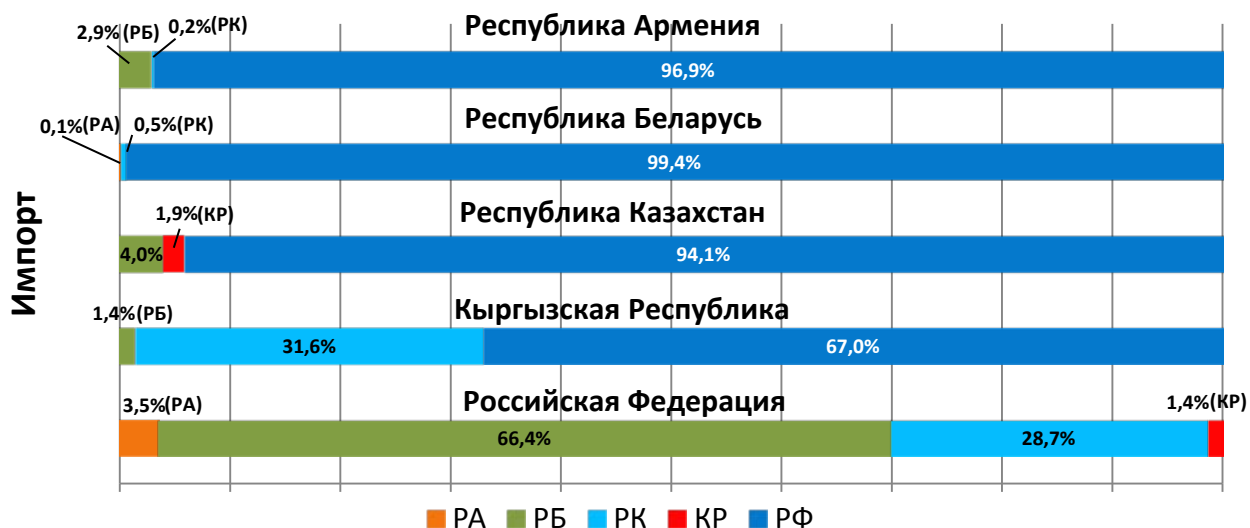 Республика Армения
2,9%(РБ)
0,2%(РК)
96,9%
Республика Беларусь
0,1%(РА)
0,5%(РК)
99,4%
Республика Казахстан
1,9%(КР)
4,0%
94,1%
Кыргызская Республика
1,4%(РБ)
31,6%
67,0%
Российская Федерация
3,5%(РА)
1,4%(КР)
66,4%
28,7%
Импорт
РА РБ РК КР РФ